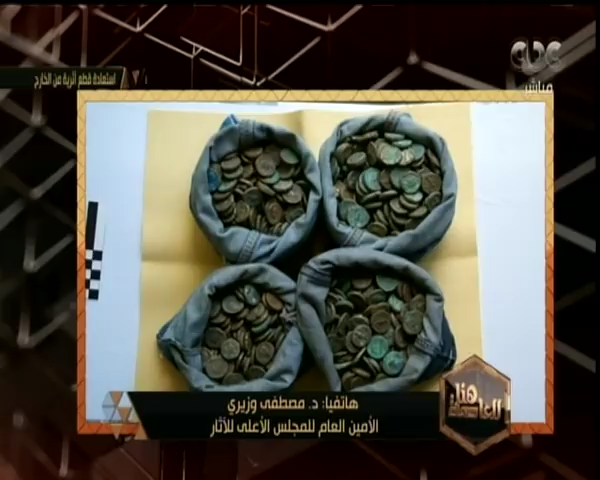 استعادة قطع أثرية من الخارج
cbc
مباشر
هاتفيا: د. مصطفى وزيري
الأمين العام للمجلس الأعلى للآثار
هنا
العاصمة